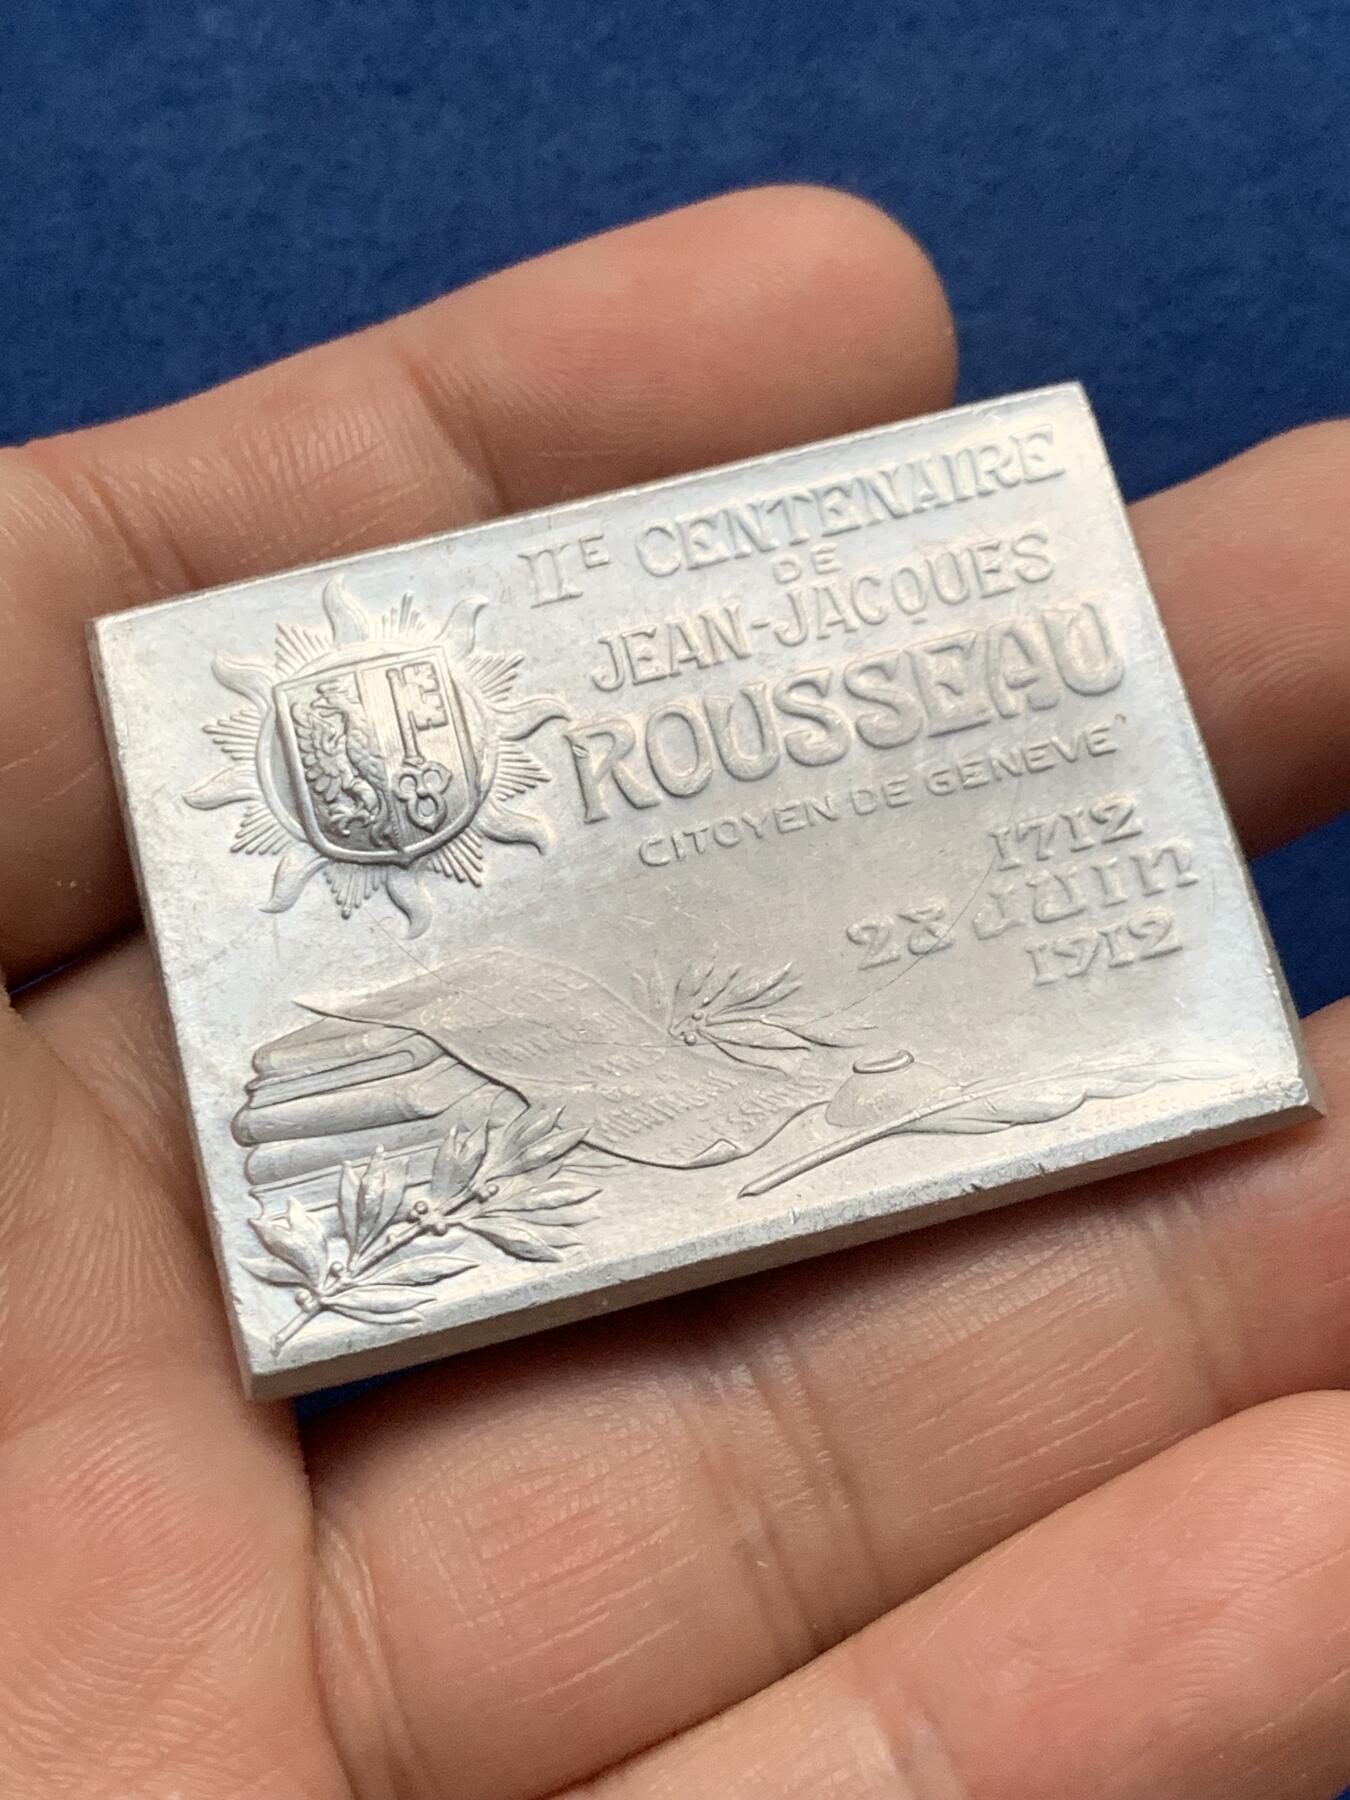 IIE CENTENAIRE
DE
JEAN-JACQUES
ROUSSEAU
CITOYEN DE GENEVE
1712
28 JUIN
1912